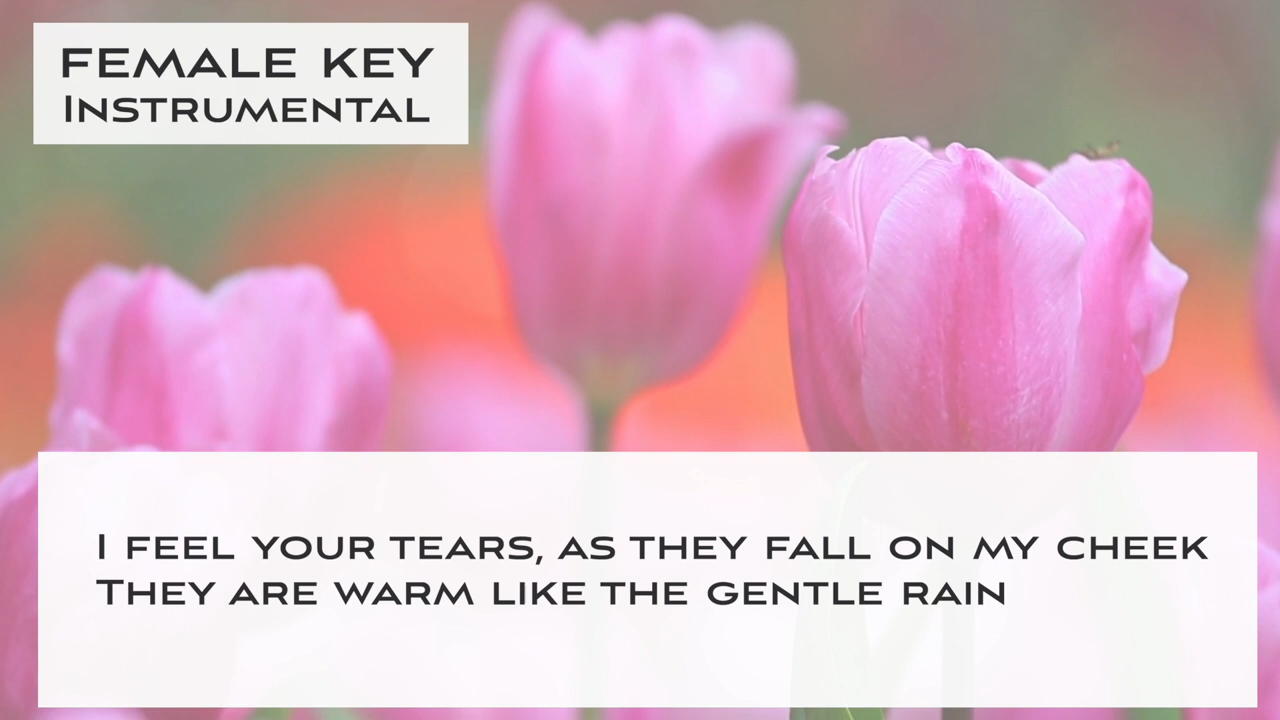 FEMALE KEY
INSTRUMENTAL
I FEEL YOUR TEARS, AS THEY FALL ON MY CHEEK
THEY ARE WARM LIKE THE GENTLE RAIN